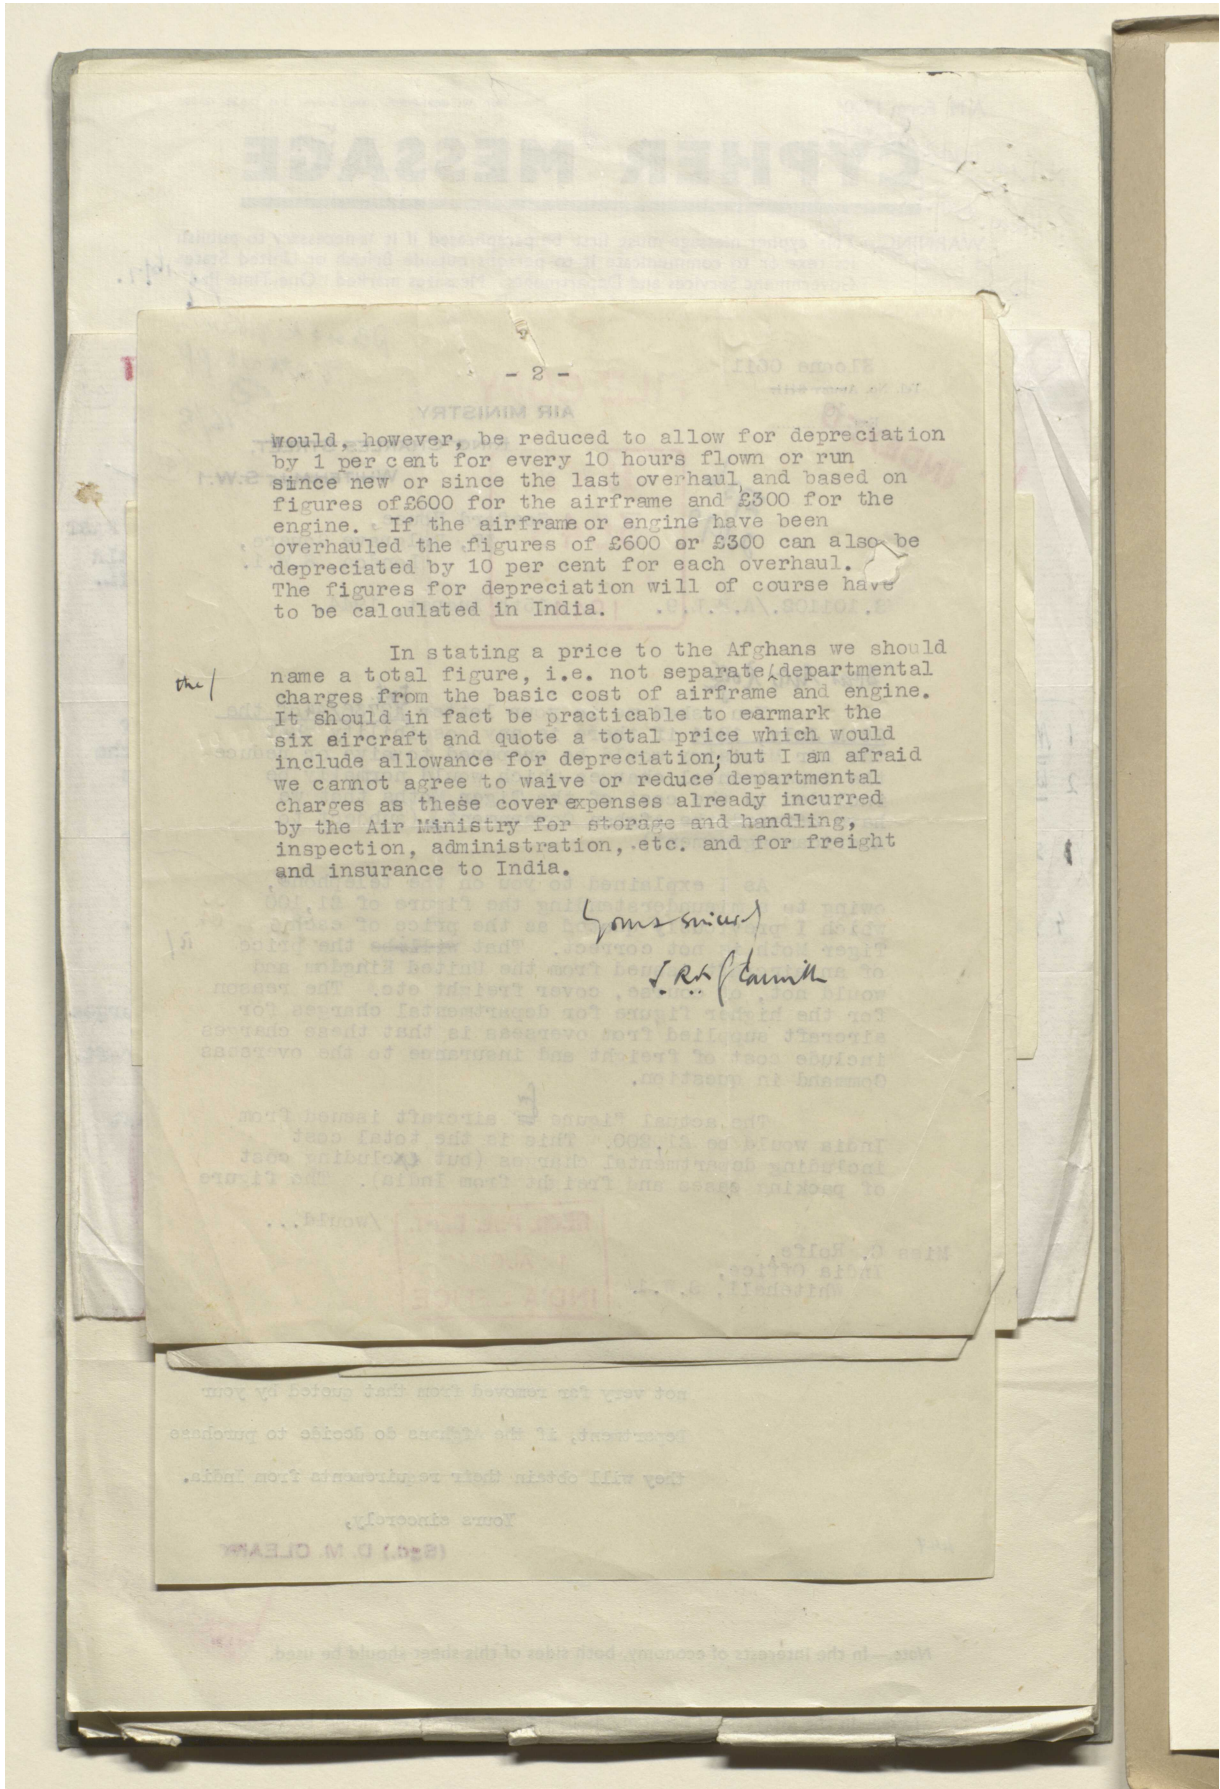 - 2 -
would, however, be reduced to allow for depreciation
by 1 per cent for every 10 hours flown or run
since new or since the last overhaul, and based on
figures of £600 for the airframe and £300 for the
engine. If the airframe or engine have been
overhauled the figures of £600 or £300 can also be
depreciated by 10 per cent for each overhaul.
The figures for depreciation will of course have
to be calculated in India.
In stating a price to the Afghans we should
the/ name a total figure, i.e. not separate departmental
charges from the basic cost of airframe and engine.
It should in fact be practicable to earmark the
six aircraft and quote a total price which would
include allowance for depreciation; but I am afraid
we cannot agree to waive or reduce departmental
charges as these cover expenses already incurred
by the Air Ministry for storage and handling,
inspection, administration, etc. and for freight
and insurance to India.
Yours sincerely